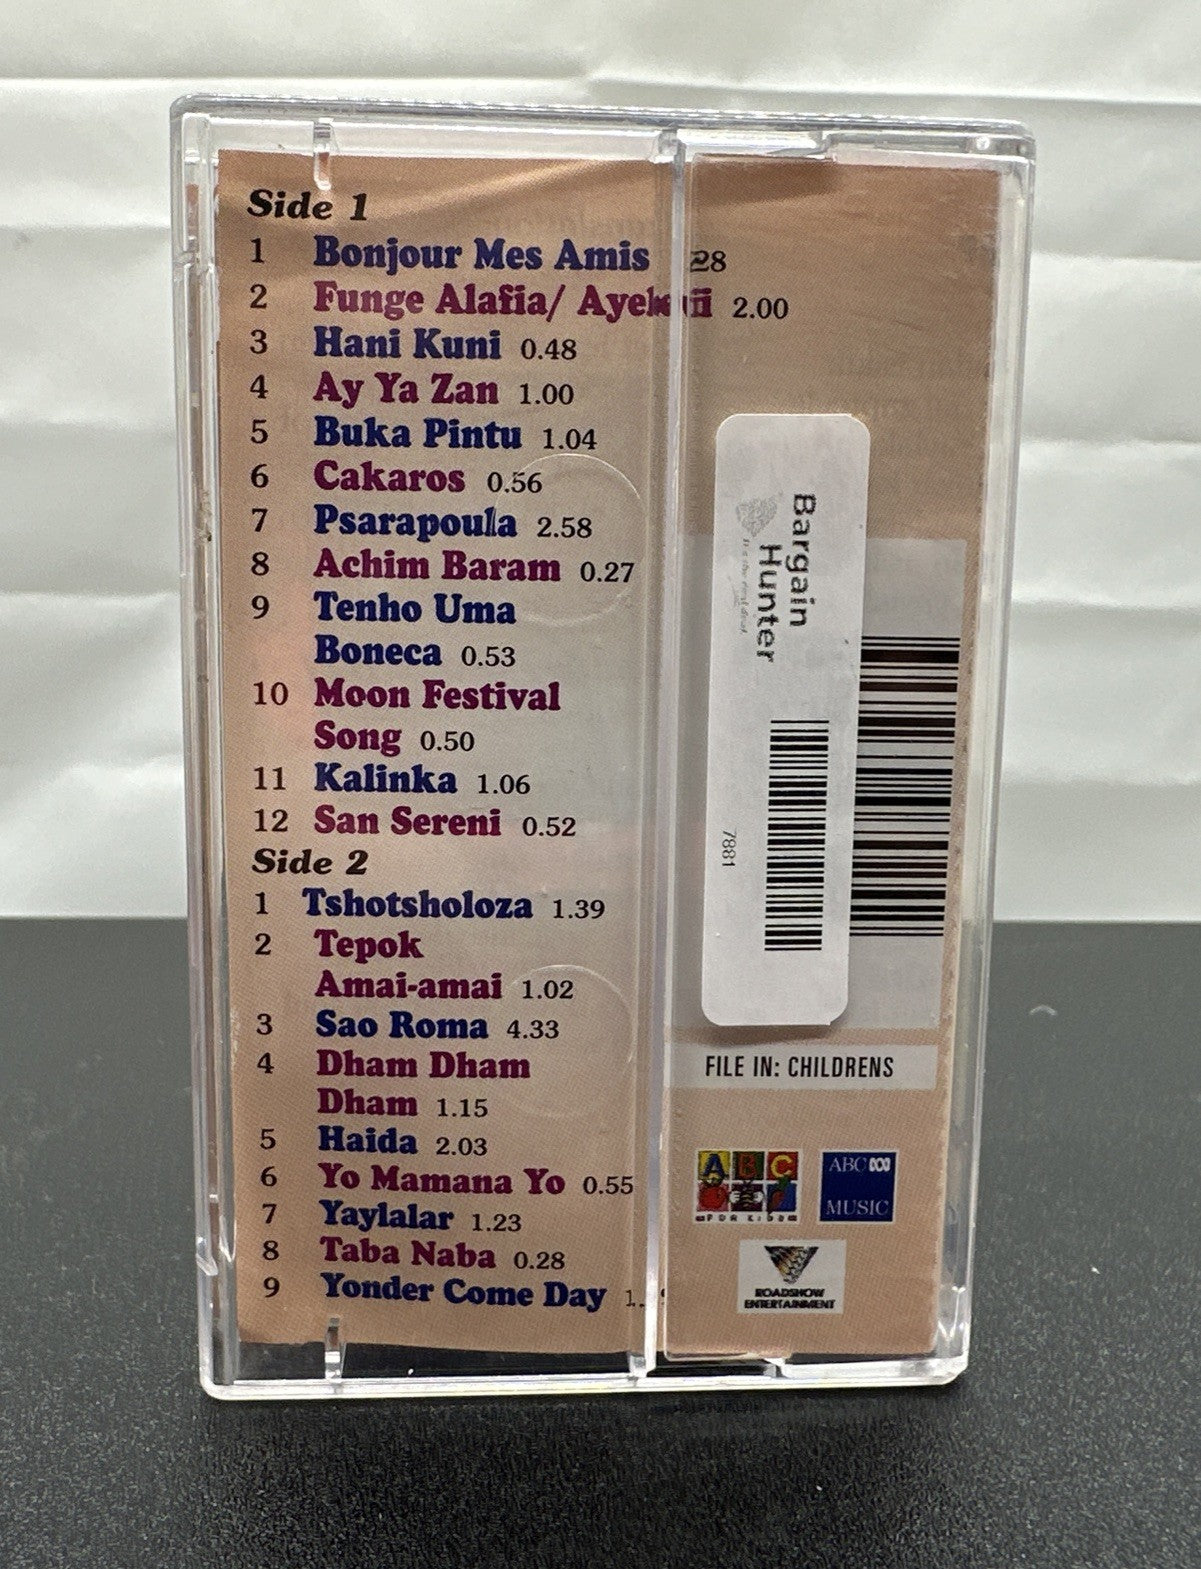 Side 1
1 Bonjour Mes Amis 28
2 Funge Alafia/ 2.00
3 Hani Kuni 0.48
4 Ay Ya Zan 1.00
5 Buka Pintu 1.04
6 Cakaros 0.56
7 Psarapoula 2.58
8 Achim Baram 0.27
9 Tenho Uma
Boneca 0.53
10 Moon Festival
Song 0.50
11 Kalinka 1.06
12 San Sereni 0.52
Side 2
1 Tshotsholoza 1.39
2 Tepok
Amai-amai 1.02
3 Sao Roma 4.33
4 Dham Dham
Dham 1.15
5 Haida 2.03
6 Yo Mamana Yo 0.55
7 Yaylalar 1.23
8 Taba Naba 0.28
9 Yonder Come Day
Bargain
Hunter
7881
FILE IN: CHILDRENS
ABC
FOR KIDS
ABC
MUSIC
ROADSHOW
ENTERTAINMENT